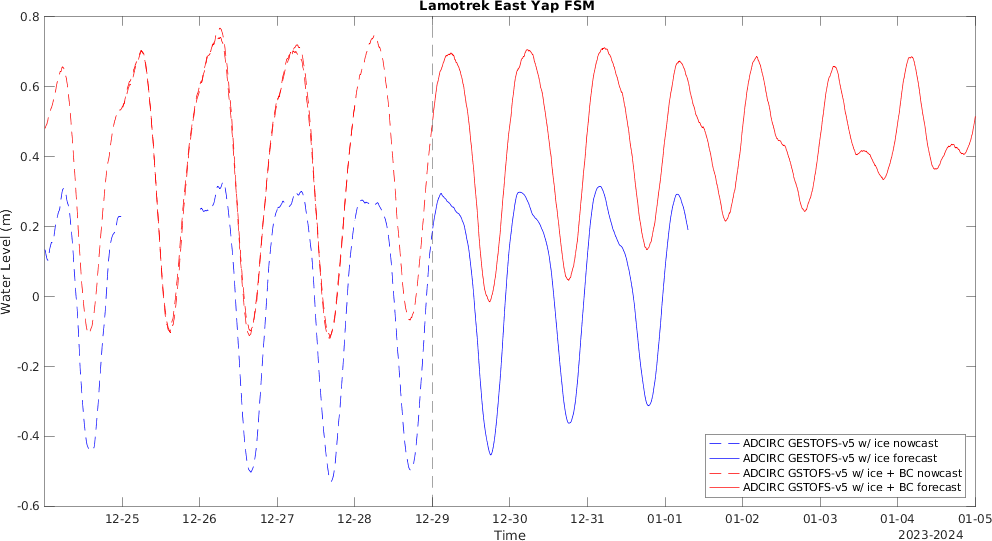 Lamotrek East Yap FSM
0.8
0.6
0.4
0.2
0
-0.2
-0.4
-0.6
Water Level (m)
ADCIRC GESTOFS-v5 w/ ice nowcast
ADCIRC GESTOFS-v5 w/ ice forecast
ADCIRC GSTOFS-v5 w/ ice + BC nowcast
ADCIRC GSTOFS-v5 w/ ice + BC forecast
12-25 12-26 12-27 12-28 12-29 12-30 12-31 01-01 01-02 01-03 01-04 01-05
Time
2023-2024